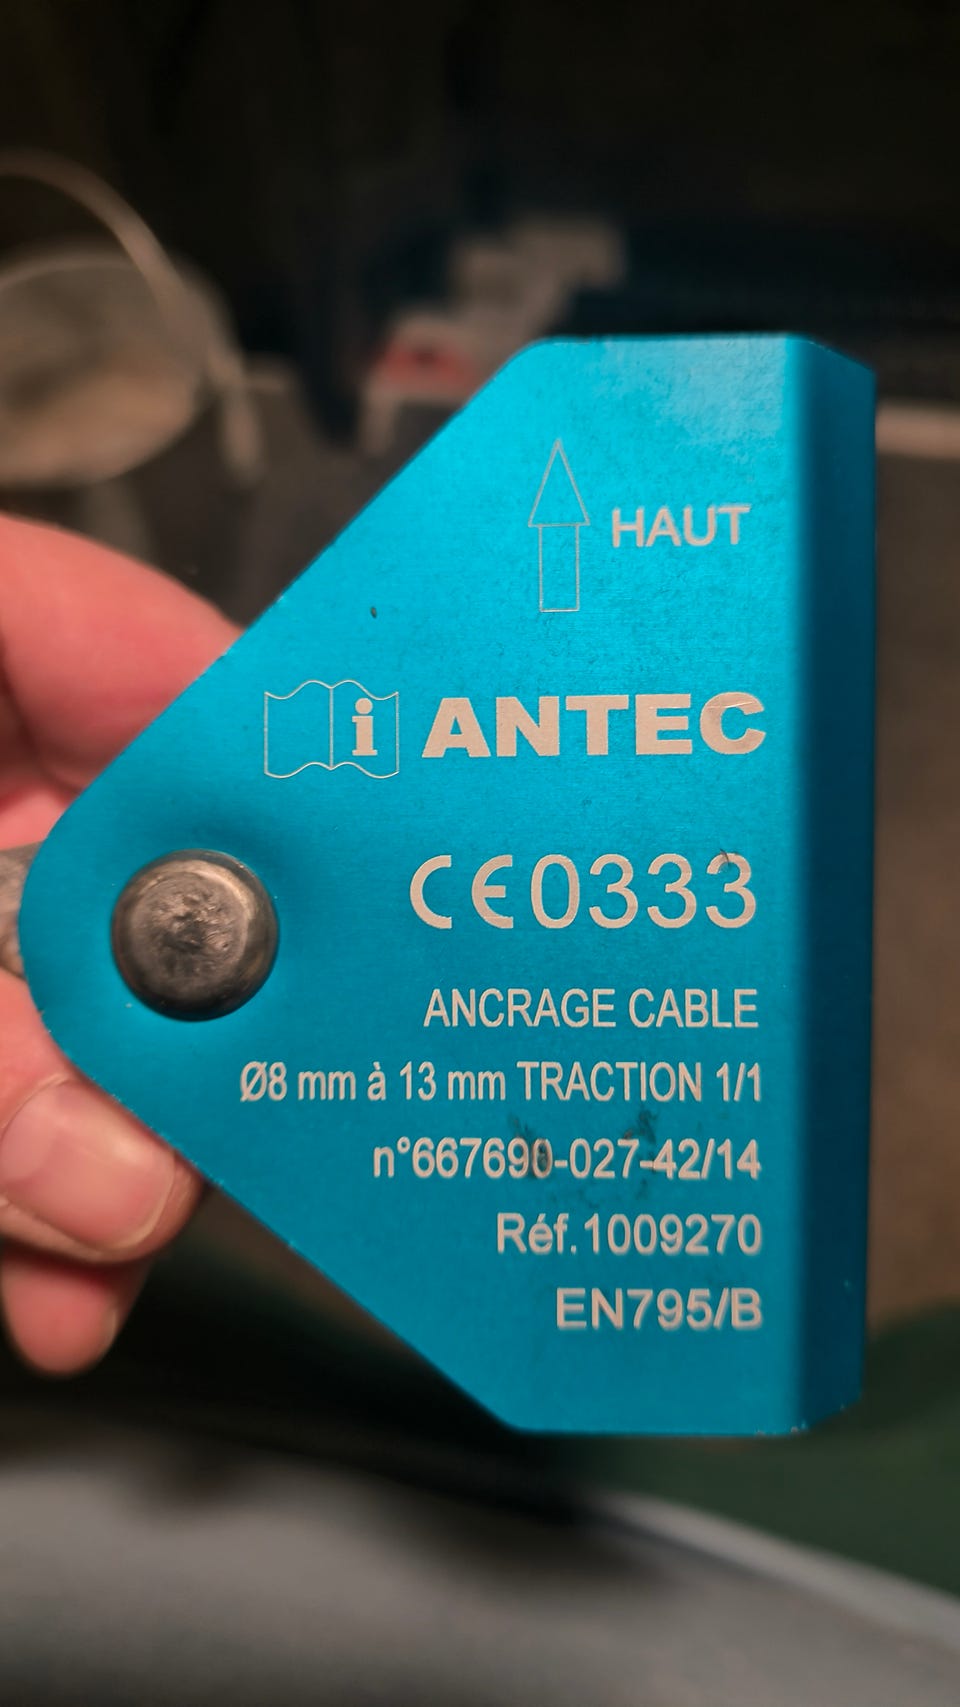 HAUT
i ANTEC
CE0333
ANCRAGE CABLE
Ø8 mm à 13 mm TRACTION 1/1
n°667690-027-42/14
Réf.1009270
EN795/B